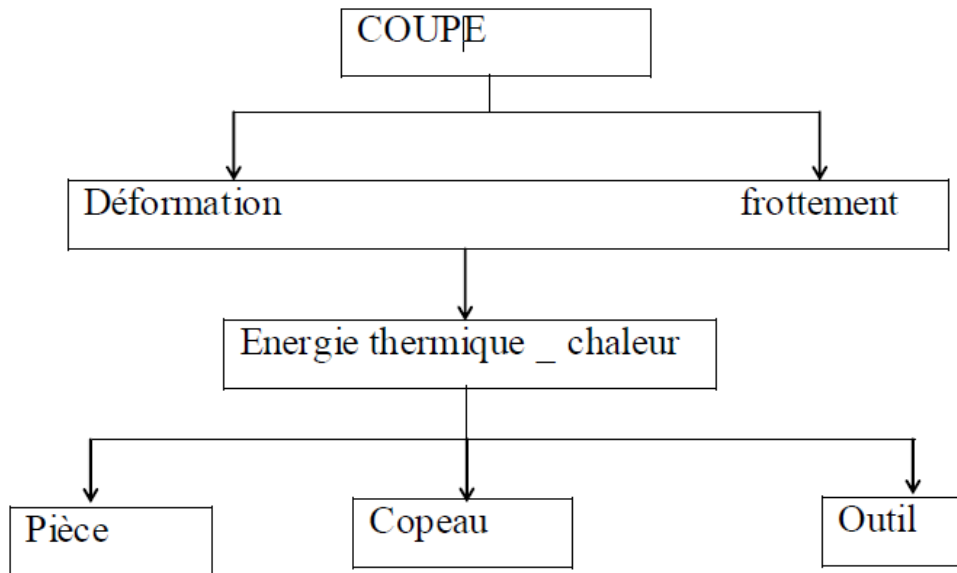 COUPE
Déformation frottement
Energie thermique _ chaleur
Pièce Copeau Outil